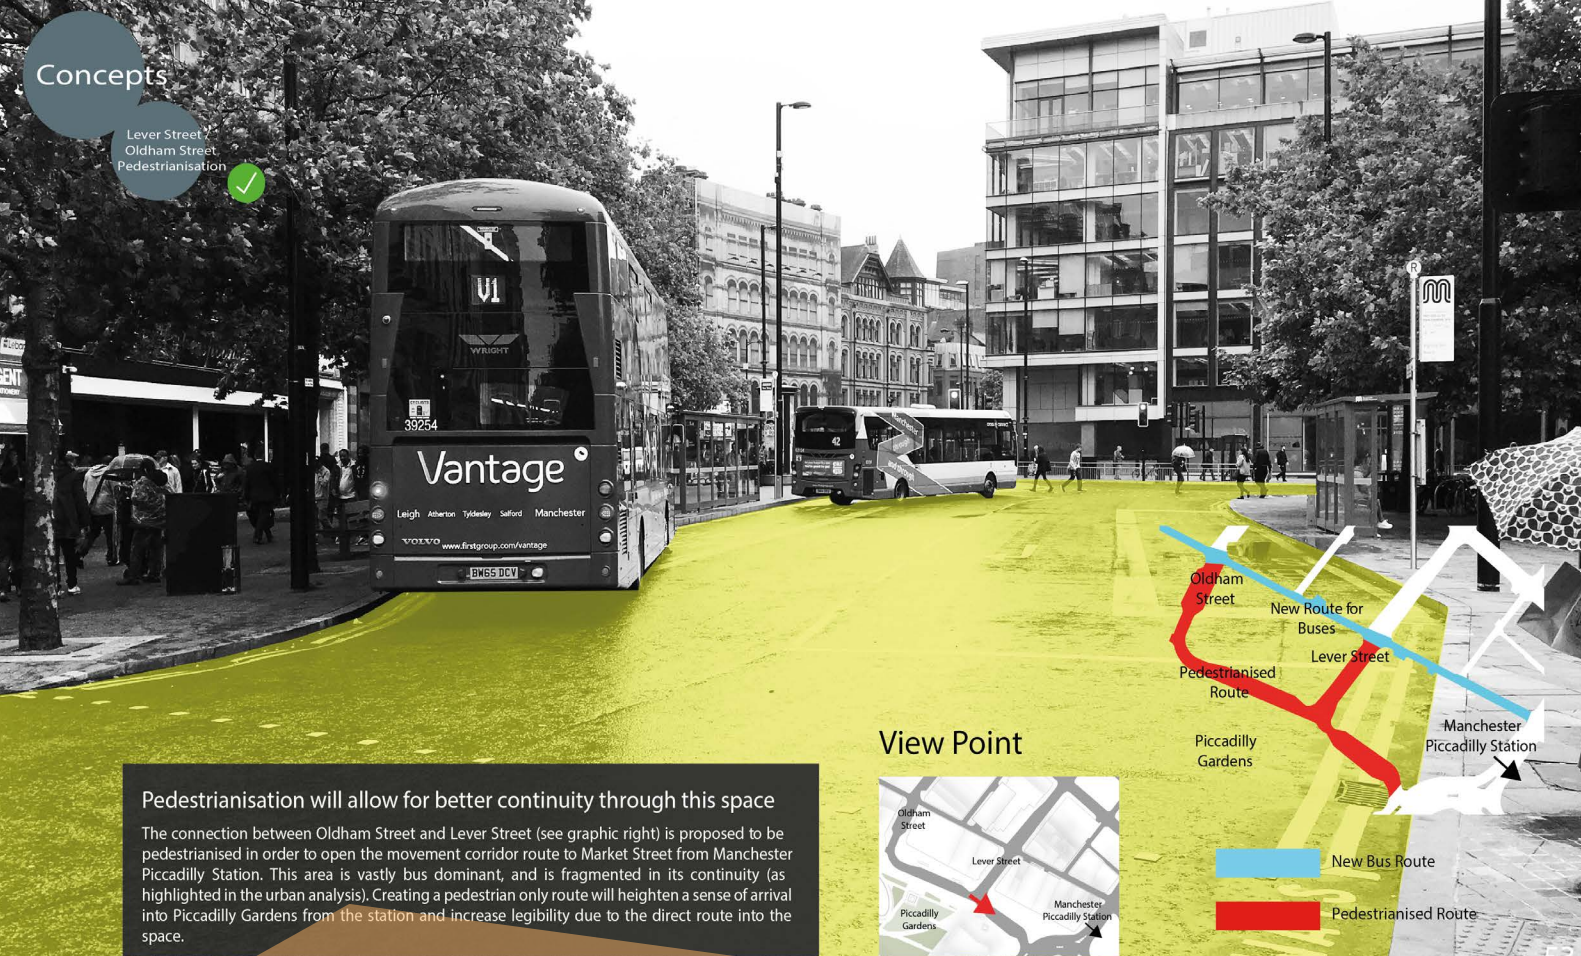 Concepts
Lever Street /
Oldham Street
Pedestrianisation
V1
WRIGHT
39254
Vantage
Leigh Atherton Tyldesley Salford Manchester
VOLVO www.firstgroup.com/vantage
BW65 DCV
42
Manchester
and through
R
Oldham
Street
New Route for
Buses
Lever Street
Pedestrianised
Route
Piccadilly
Gardens
Manchester
Piccadilly Station
View Point
Oldham
Street
Lever Street
Piccadilly
Gardens
Manchester
Piccadilly Station
New Bus Route
Pedestrianised Route
Pedestrianisation will allow for better continuity through this space
The connection between Oldham Street and Lever Street (see graphic right) is proposed to be
pedestrianised in order to open the movement corridor route to Market Street from Manchester
Piccadilly Station. This area is vastly bus dominant, and is fragmented in its continuity (as
highlighted in the urban analysis). Creating a pedestrian only route will heighten a sense of arrival
into Piccadilly Gardens from the station and increase legibility due to the direct route into the
space.